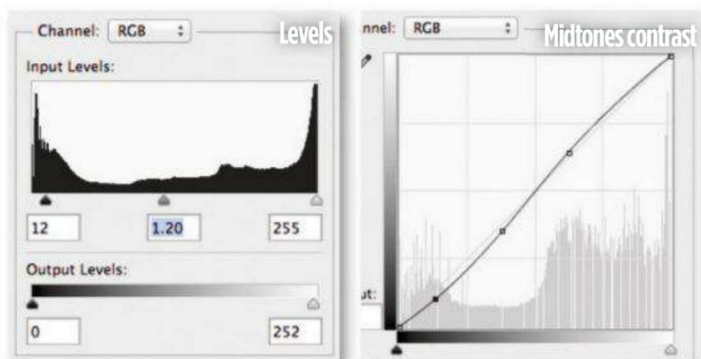 Channel: RGB
Levels
Input Levels:
12 1.20 255
Output Levels:
0 252
nnel: RGB
Midtones contrast
ut: